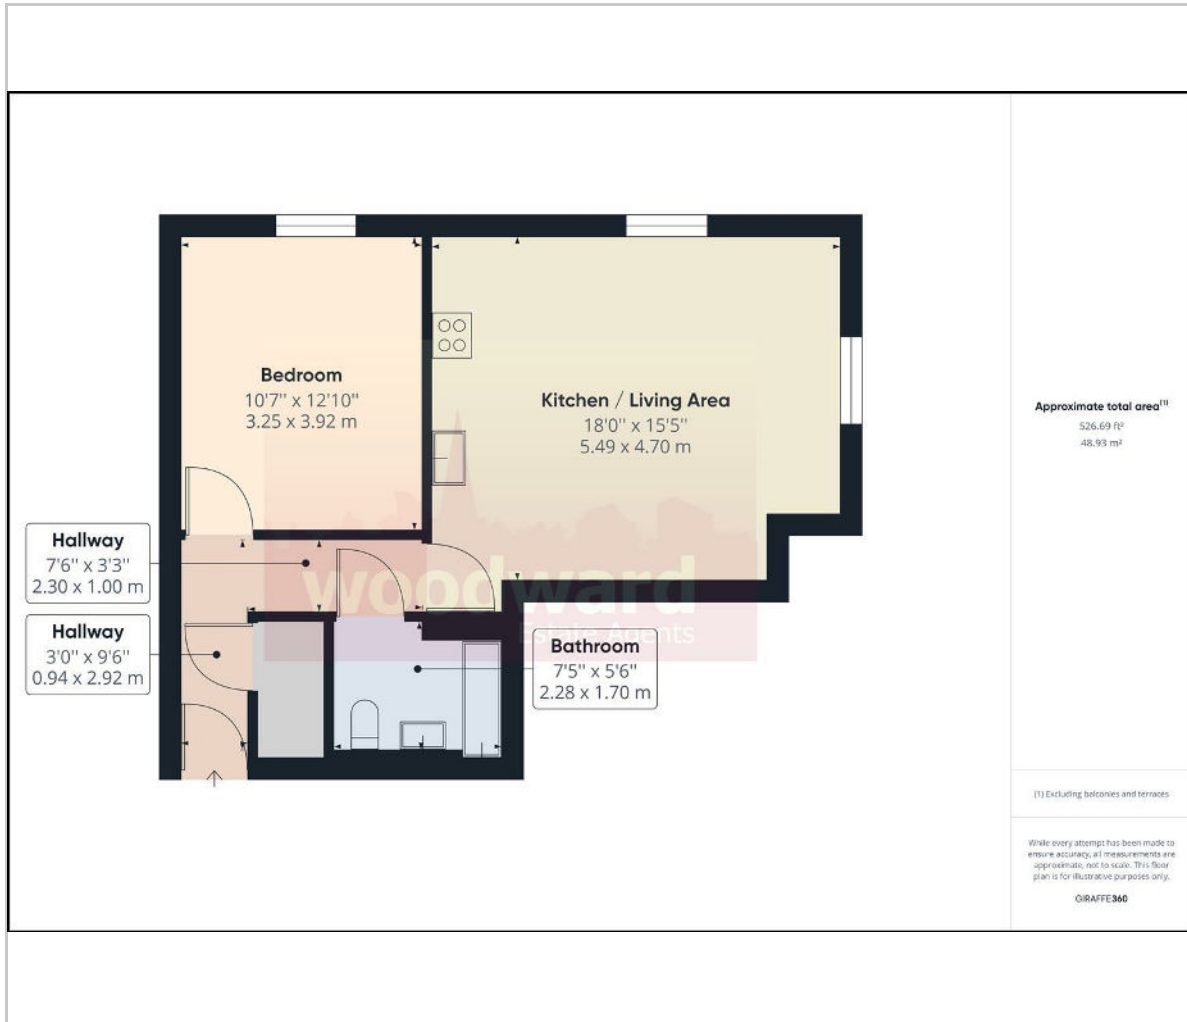 Bedroom
10'7" x 12'10"
3.25 x 3.92 m
Kitchen / Living Area
18'0" x 15'5"
5.49 x 4.70 m
Hallway
7'6" x 3'3"
2.30 x 1.00 m
Hallway
3'0" x 9'6"
0.94 x 2.92 m
Bathroom
7'5" x 5'6"
2.28 x 1.70 m
woodward
Estate Agents
Approximate total area(1)
526.69 ft²
48.93 m²
(1) Excluding balconies and terraces
While every attempt has been made to
ensure accuracy, all measurements are
approximate, not to scale. This floor
plan is for illustrative purposes only.
GIRAFFE360